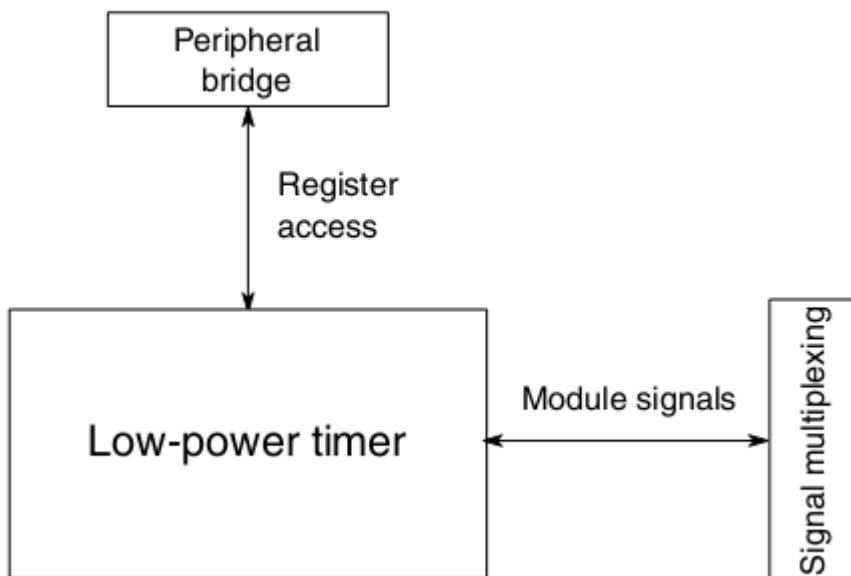 Peripheral
bridge
Register
access
Low-power timer
Module signals
Signal multiplexing